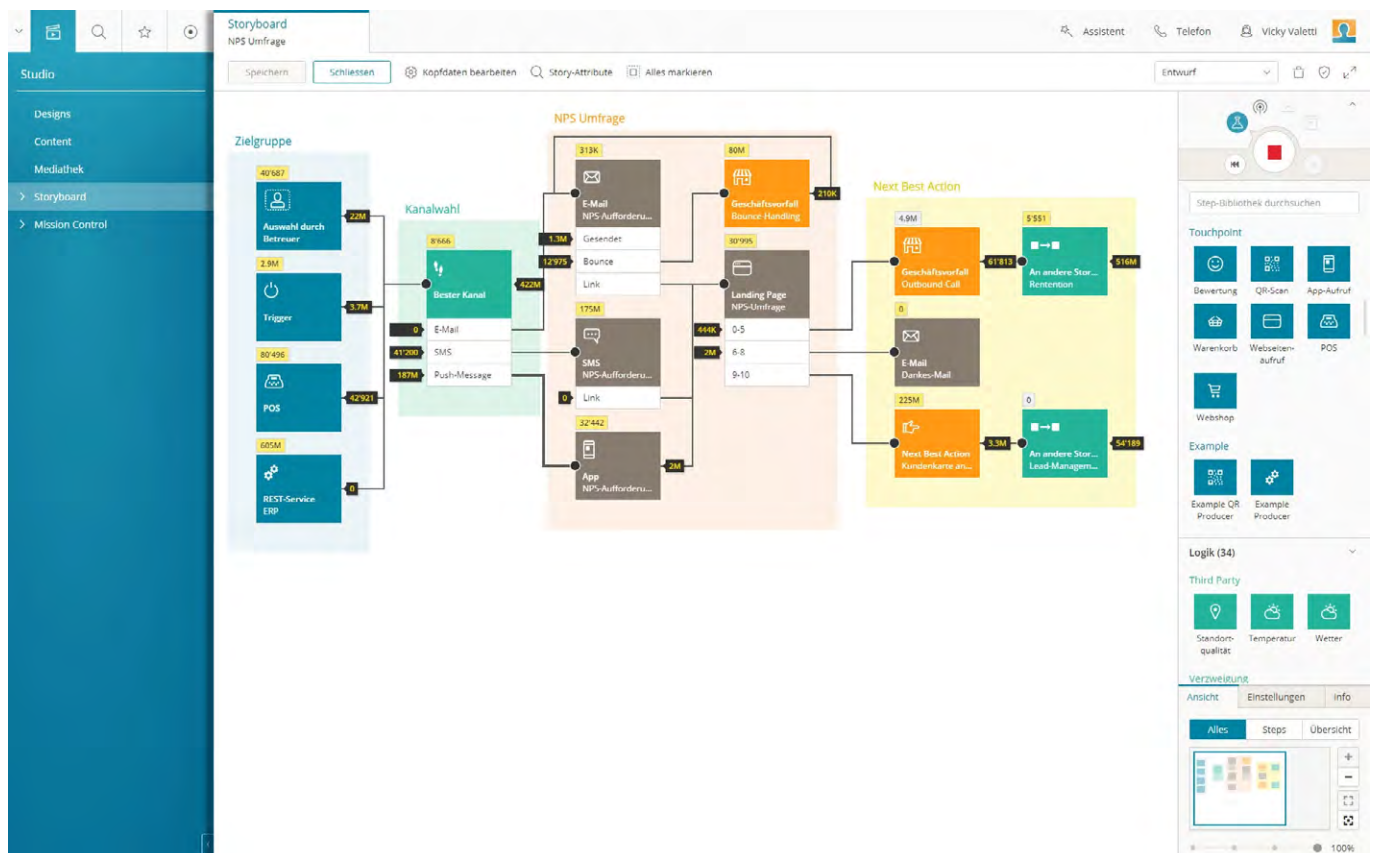 Storyboard
NPS Umfrage
Assistent
Telefon
Vicky Valetti
Studio
Speichern
Schliessen
Kopfdaten bearbeiten
Story-Attribute
Alles markieren
Entwurf
Designs
Content
Mediathek
Storyboard
Mission Control
Zielgruppe
40'687
Auswahl durch
Betreuer
22M
2.9M
Trigger
3.7M
80'496
POS
42'921
605M
REST-Service
ERP
0
Kanalwahl
8'666
Bester Kanal
422M
0
E-Mail
41'200
SMS
187M
Push-Message
NPS Umfrage
313K
E-Mail
NPS-Aufforderu...
1.3M
Gesendet
12'975
Bounce
Link
175M
SMS
NPS-Aufforderu...
0
Link
32'442
App
NPS-Aufforderu...
2M
80M
Geschäftsvorfall
Bounce-Handling
210K
30'995
Landing Page
NPS-Umfrage
444K
0-5
2M
6-8
9-10
Next Best Action
4.9M
Geschäftsvorfall
Outbound Call
61'813
5'551
An andere Stor...
Rentention
516M
0
E-Mail
Dankes-Mail
225M
Next Best Action
Kundenkarte an...
3.3M
0
An andere Stor...
Lead-Managem...
54'189
Step-Bibliothek durchsuchen
Touchpoint
Bewertung
QR-Scan
App-Aufruf
Warenkorb
Webseiten-
aufruf
POS
Webshop
Example
Example QR
Producer
Example
Producer
Logik (34)
Third Party
Standort-
qualität
Temperatur
Wetter
Verzweigung
Ansicht
Einstellungen
Info
Alles
Steps
Übersicht
100%